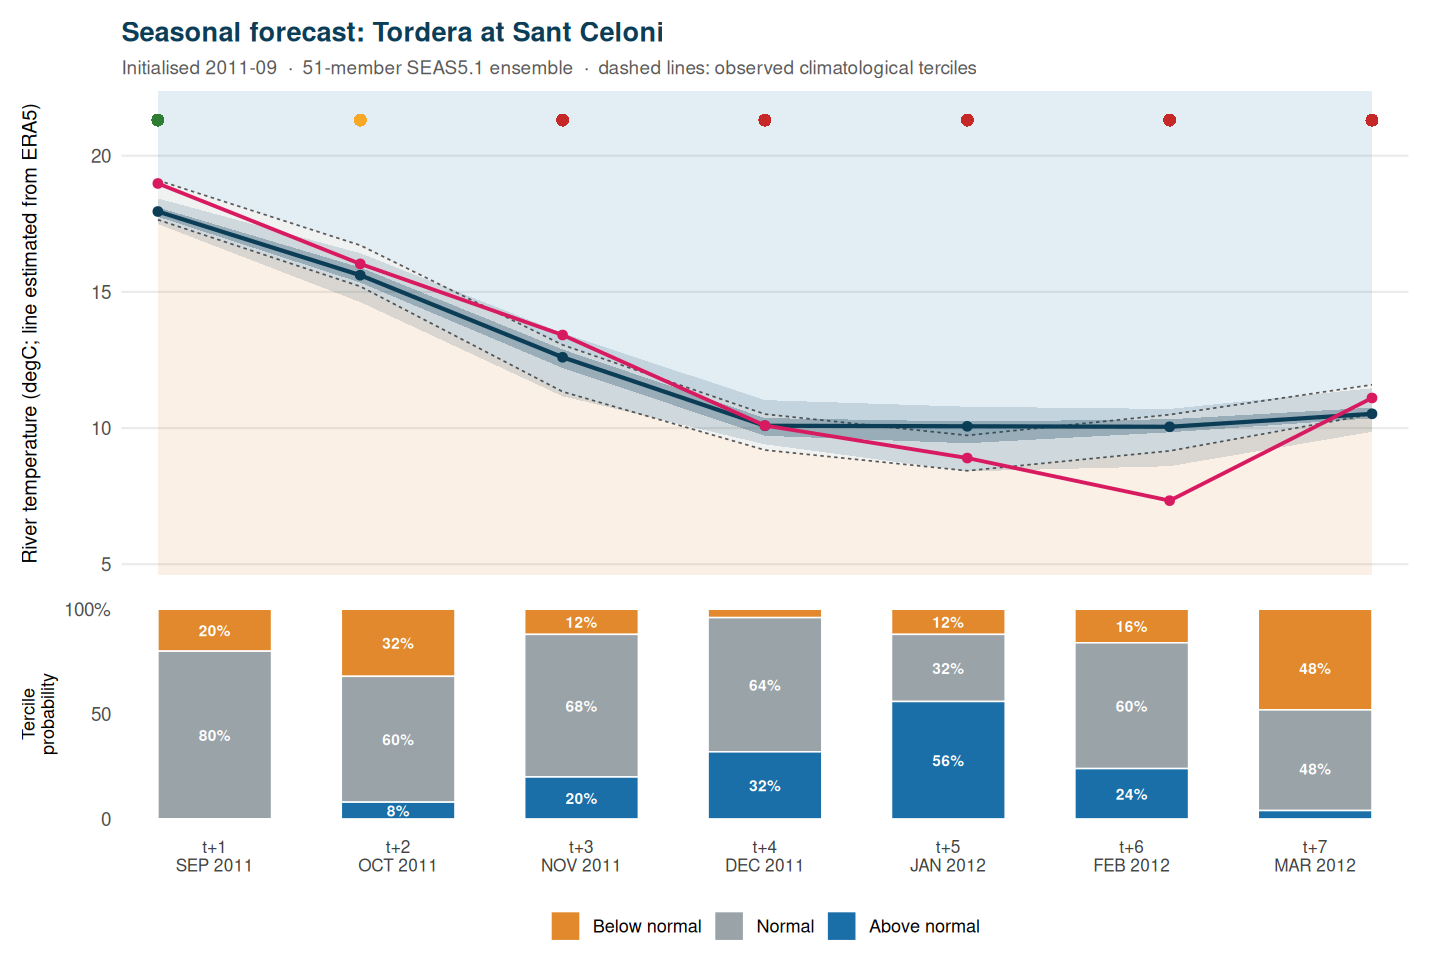 Seasonal forecast: Tordera at Sant Celoni
Initialised 2011-09 · 51-member SEAS5.1 ensemble · dashed lines: observed climatological terciles
River temperature (degC; line estimated from ERA5)
20
15
10
5
Tercile
probability
100%
50
0
20% 32% 12% 12% 16% 48%
80% 60% 68% 64% 32% 60% 48%
8% 20% 32% 56% 24%
t+1 t+2 t+3 t+4 t+5 t+6 t+7
SEP 2011 OCT 2011 NOV 2011 DEC 2011 JAN 2012 FEB 2012 MAR 2012
Below normal Normal Above normal